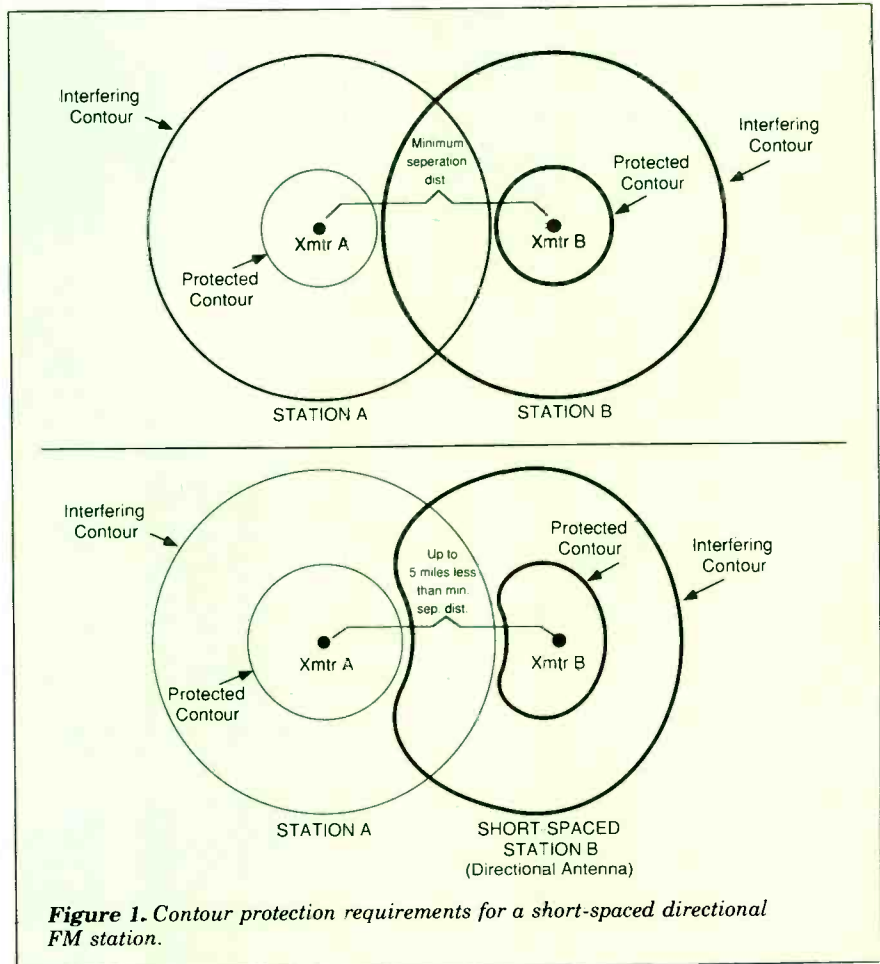 Interfering
Contour
Minimum
seperation
dist.
Interfering
Contour
Protected
Contour
Xmtr A
Xmtr B
Protected
Contour
STATION A
STATION B
Interfering
Contour
Up to
5 miles less
than min.
sep. dist.
Protected
Contour
Interfering
Contour
Xmtr A
Xmtr B
Protected
Contour
STATION A
SHORT-SPACED
STATION B
(Directional Antenna)
Figure 1. Contour protection requirements for a short-spaced directional
FM station.